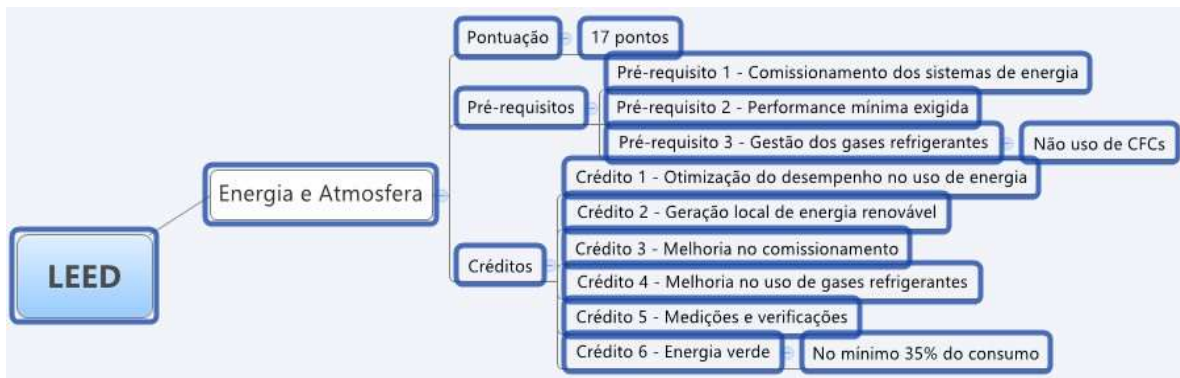 Pontuação
17 pontos
Pré-requisito 1 - Comissionamento dos sistemas de energia
Pré-requisitos
Pré-requisito 2 - Performance mínima exigida
Pré-requisito 3 - Gestão dos gases refrigerantes
Não uso de CFCs
Crédito 1 - Otimização do desempenho no uso de energia
Energia e Atmosfera
Crédito 2 - Geração local de energia renovável
Crédito 3 - Melhoria no comissionamento
Créditos
LEED
Crédito 4 - Melhoria no uso de gases refrigerantes
Crédito 5 - Medições e verificações
Crédito 6 - Energia verde
No mínimo 35% do consumo